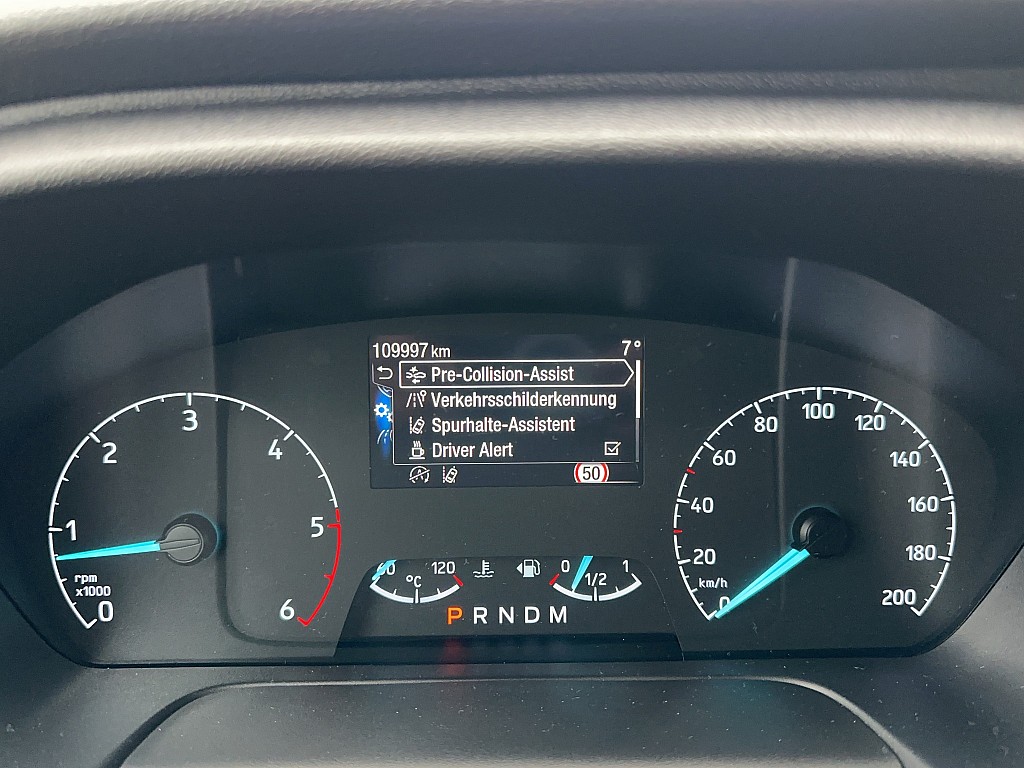 109997 km 7°
Pre-Collision-Assist
Verkehrsschilderkennung
Spurhalte-Assistent
Driver Alert
50
0
1
2
3
4
5
6
rpm
x1000
60 120
°C
0 1/2 1
P R N D M
0
20
40
60
80
100
120
140
160
180
200
km/h